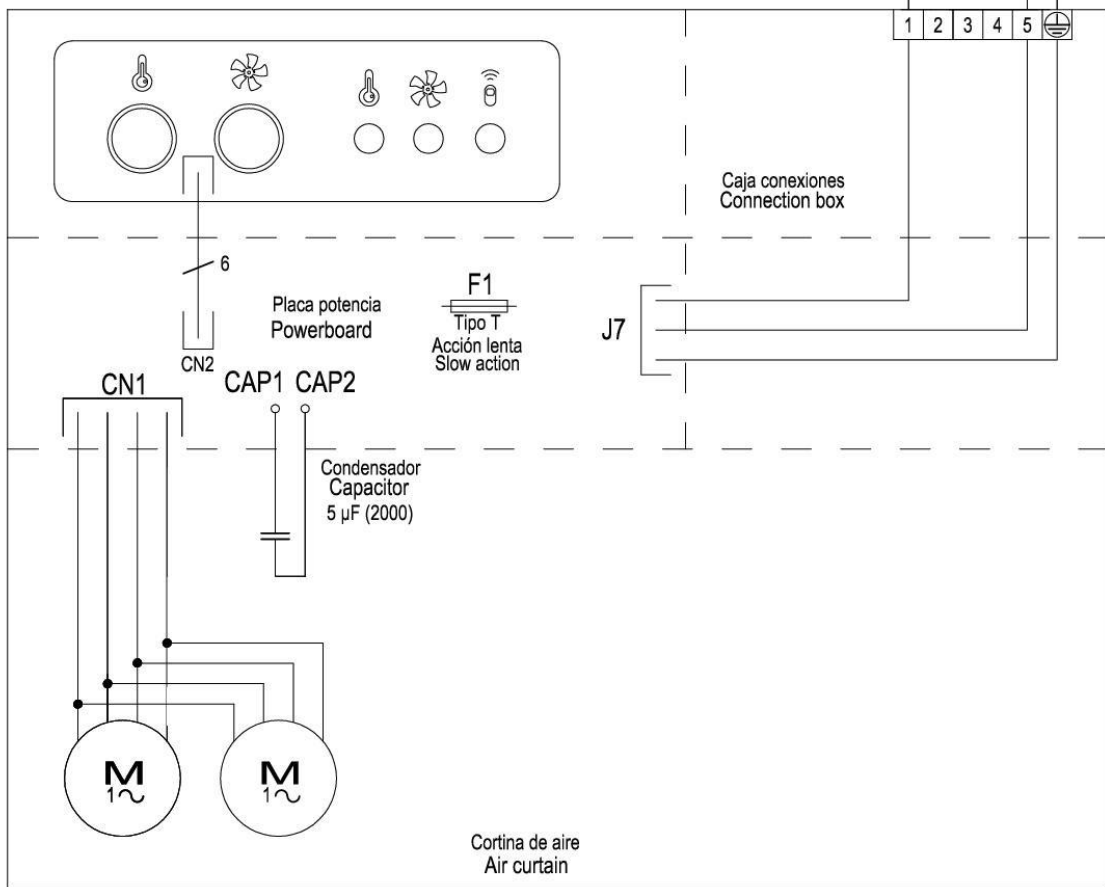 1 2 3 4 5
Caja conexiones
Connection box
6
Placa potencia
Powerboard
F1
Tipo T
Acción lenta
Slow action
J7
CN2
CN1
CAP1 CAP2
Condensador
Capacitor
5 µF (2000)
M
1
M
1
Cortina de aire
Air curtain